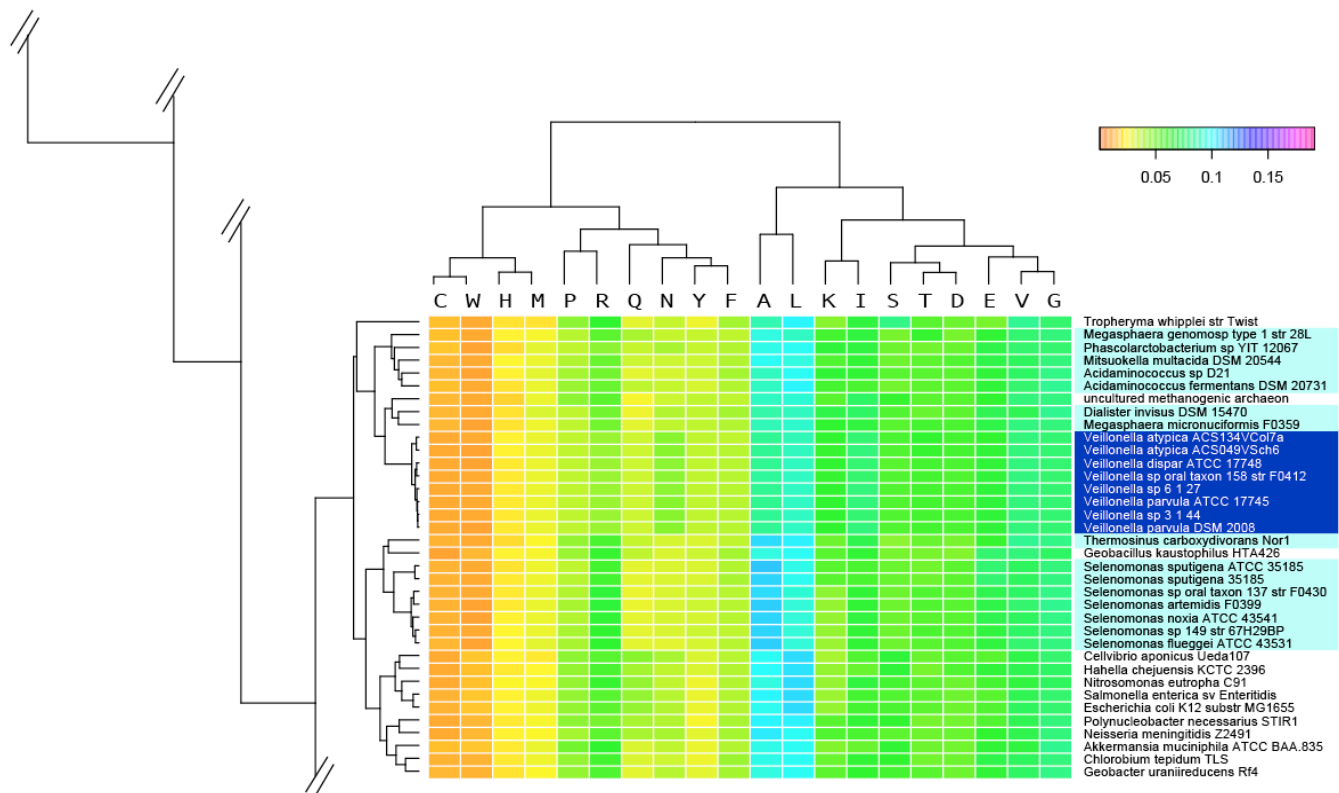 0.05 0.1 0.15
C W H M P R Q N Y F A L K I S T D E V G
Tropheryma whipplei str Twist
Megasphaera genomosp type 1 str 28L
Phascolarctobacterium sp YIT 12067
Mitsuokella multacida DSM 20544
Acidaminococcus sp D21
Acidaminococcus fermentans DSM 20731
uncultured methanogenic archaeon
Dialister invisus DSM 15470
Megasphaera micronuciformis F0359
Veillonella atypica ACS134VCol7a
Veillonella atypica ACS049VSch6
Veillonella dispar ATCC 17748
Veillonella sp oral taxon 158 str F0412
Veillonella sp 6 1 27
Veillonella parvula ATCC 17745
Veillonella sp 3 1 44
Veillonella parvula DSM 2008
Thermosinus carboxydivorans Nor1
Geobacillus kaustophilus HTA426
Selenomonas sputigena ATCC 35185
Selenomonas sputigena 35185
Selenomonas sp oral taxon 137 str F0430
Selenomonas artemidis F0399
Selenomonas noxia ATCC 43541
Selenomonas sp 149 str 67H29BP
Selenomonas flueggei ATCC 43531
Cellvibrio japonicus Ueda107
Hahella chejuensis KCTC 2396
Nitrosomonas eutropha C91
Salmonella enterica sv Enteritidis
Escherichia coli K12 substr MG1655
Polynucleobacter necessarius STIR1
Neisseria meningitidis Z2491
Akkermansia muciniphila ATCC BAA.835
Chlorobium tepidum TLS
Geobacter uraniireducens Rf4